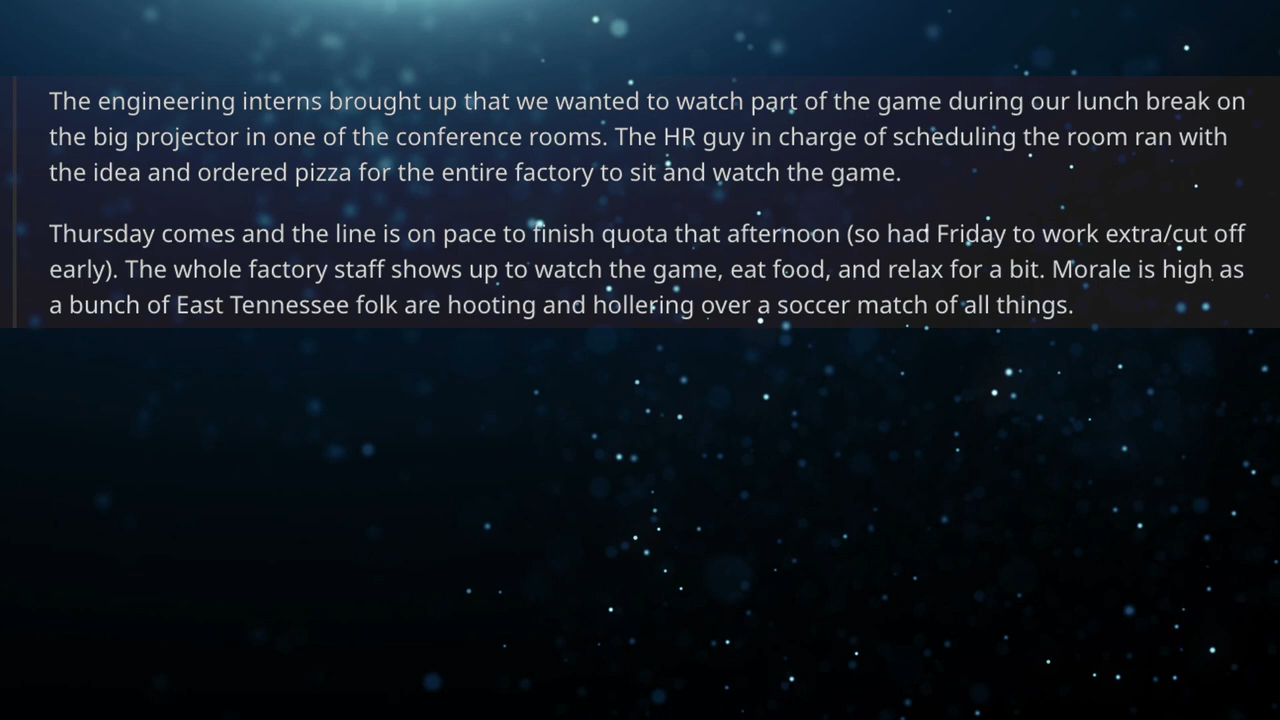 The engineering interns brought up that we wanted to watch part of the game during our lunch break on
the big projector in one of the conference rooms. The HR guy in charge of scheduling the room ran with
the idea and ordered pizza for the entire factory to sit and watch the game.
Thursday comes and the line is on pace to finish quota that afternoon (so had Friday to work extra/cut off
early). The whole factory staff shows up to watch the game, eat food, and relax for a bit. Morale is high as
a bunch of East Tennessee folk are hooting and hollering over a soccer match of all things.